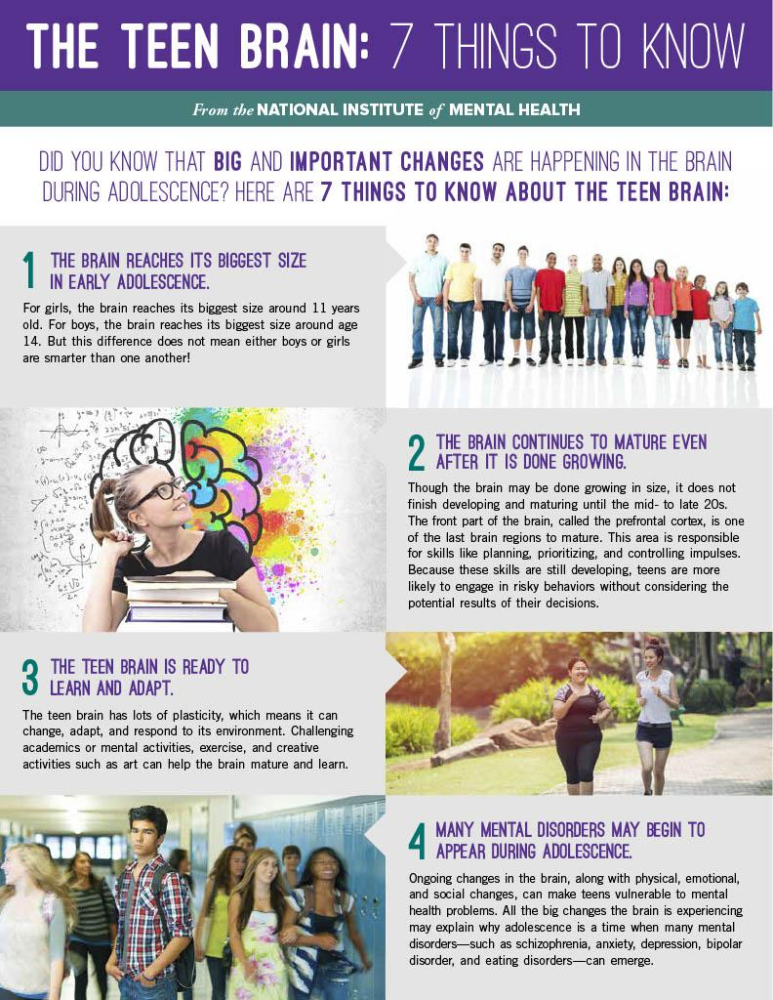 THE TEEN BRAIN: 7 THINGS TO KNOW
From the NATIONAL INSTITUTE of MENTAL HEALTH
DID YOU KNOW THAT BIG AND IMPORTANT CHANGES ARE HAPPENING IN THE BRAIN
DURING ADOLESCENCE? HERE ARE 7 THINGS TO KNOW ABOUT THE TEEN BRAIN:
1 THE BRAIN REACHES ITS BIGGEST SIZE
IN EARLY ADOLESCENCE.
For girls, the brain reaches its biggest size around 11 years
old. For boys, the brain reaches its biggest size around age
14. But this difference does not mean either boys or girls
are smarter than one another!
2 THE BRAIN CONTINUES TO MATURE EVEN
AFTER IT IS DONE GROWING.
Though the brain may be done growing in size, it does not
finish developing and maturing until the mid- to late 20s.
The front part of the brain, called the prefrontal cortex, is one
of the last brain regions to mature. This area is responsible
for skills like planning, prioritizing, and controlling impulses.
Because these skills are still developing, teens are more
likely to engage in risky behaviors without considering the
potential results of their decisions.
3 THE TEEN BRAIN IS READY TO
LEARN AND ADAPT.
The teen brain has lots of plasticity, which means it can
change, adapt, and respond to its environment. Challenging
academics or mental activities, exercise, and creative
activities such as art can help the brain mature and learn.
4 MANY MENTAL DISORDERS MAY BEGIN TO
APPEAR DURING ADOLESCENCE.
Ongoing changes in the brain, along with physical, emotional,
and social changes, can make teens vulnerable to mental
health problems. All the big changes the brain is experiencing
may explain why adolescence is a time when many mental
disorders—such as schizophrenia, anxiety, depression, bipolar
disorder, and eating disorders—can emerge.